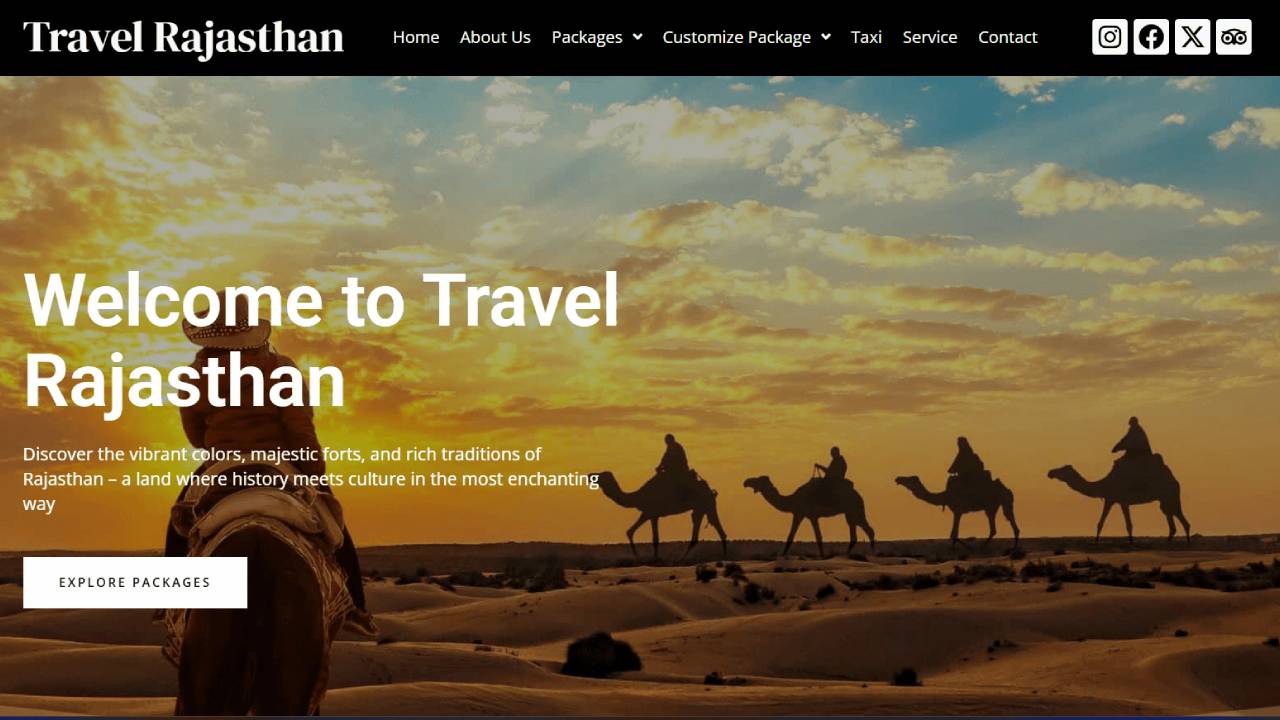 Travel Rajasthan
Home About Us Packages Customize Package Taxi Service Contact
Welcome to Travel
Rajasthan
Discover the vibrant colors, majestic forts, and rich traditions of
Rajasthan – a land where history meets culture in the most enchanting
way
EXPLORE PACKAGES